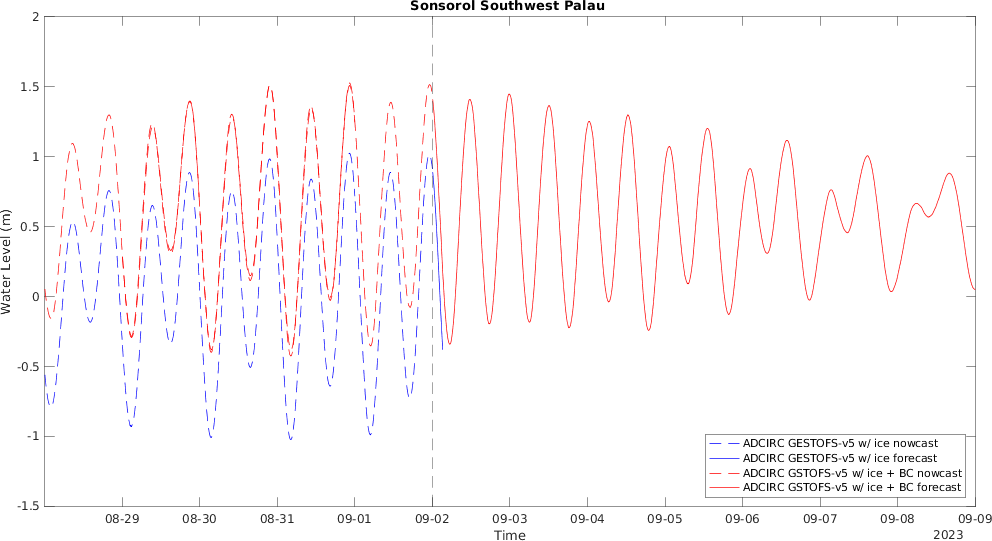 Sonsorol Southwest Palau
2
1.5
1
0.5
0
-0.5
-1
-1.5
Water Level (m)
ADCIRC GESTOFS-v5 w/ ice nowcast
ADCIRC GESTOFS-v5 w/ ice forecast
ADCIRC GSTOFS-v5 w/ ice + BC nowcast
ADCIRC GSTOFS-v5 w/ ice + BC forecast
08-29 08-30 08-31 09-01 09-02 09-03 09-04 09-05 09-06 09-07 09-08 09-09
Time
2023